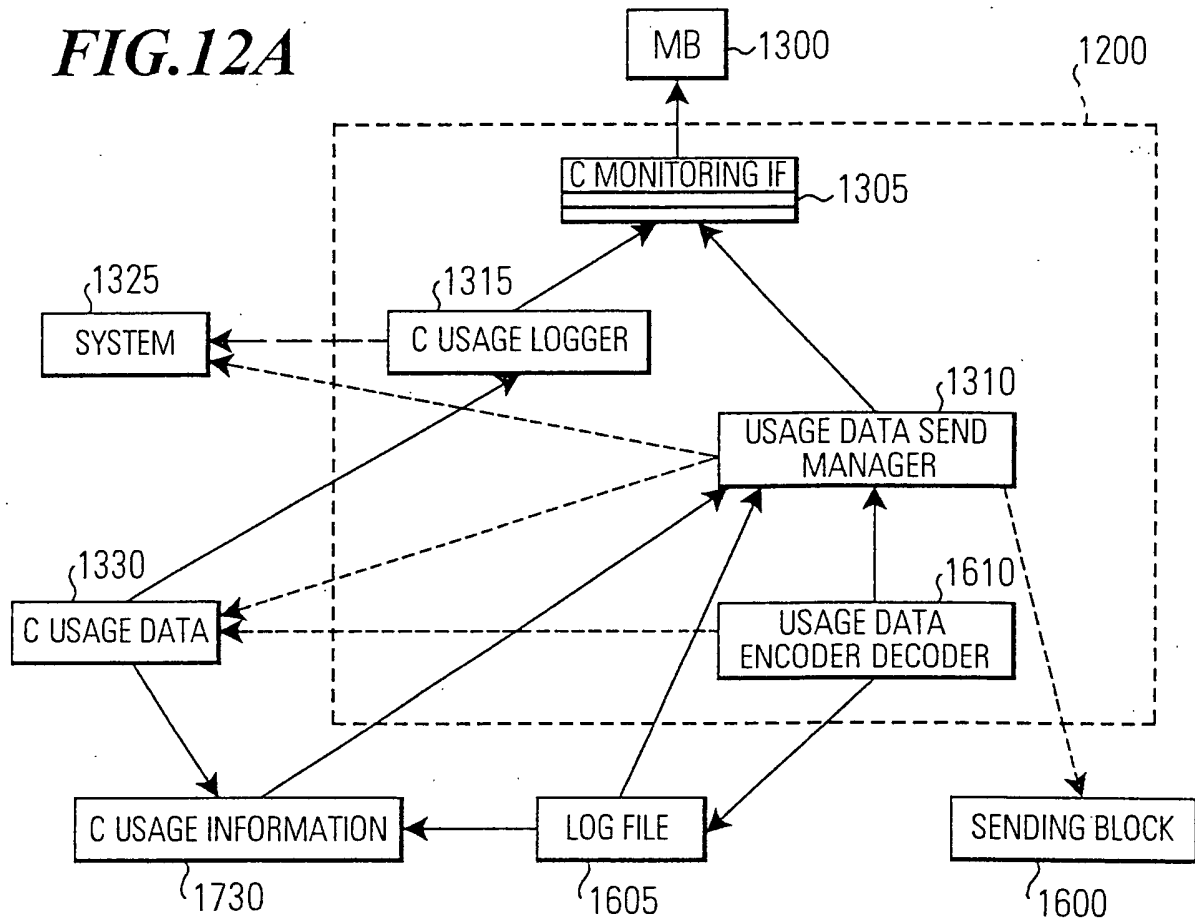 FIG.12A
MB
1300
1200
C MONITORING IF
1305
1325
1315
SYSTEM
C USAGE LOGGER
1310
USAGE DATA SEND
MANAGER
1330
1610
C USAGE DATA
USAGE DATA
ENCODER DECODER
C USAGE INFORMATION
LOG FILE
SENDING BLOCK
1730
1605
1600